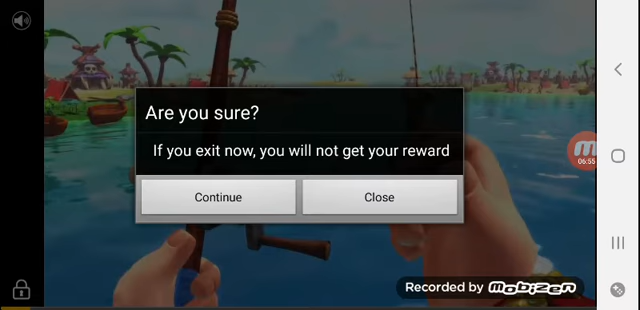 Are you sure?
If you exit now, you will not get your reward
Continue
Close
06:55
Recorded by Mobizen